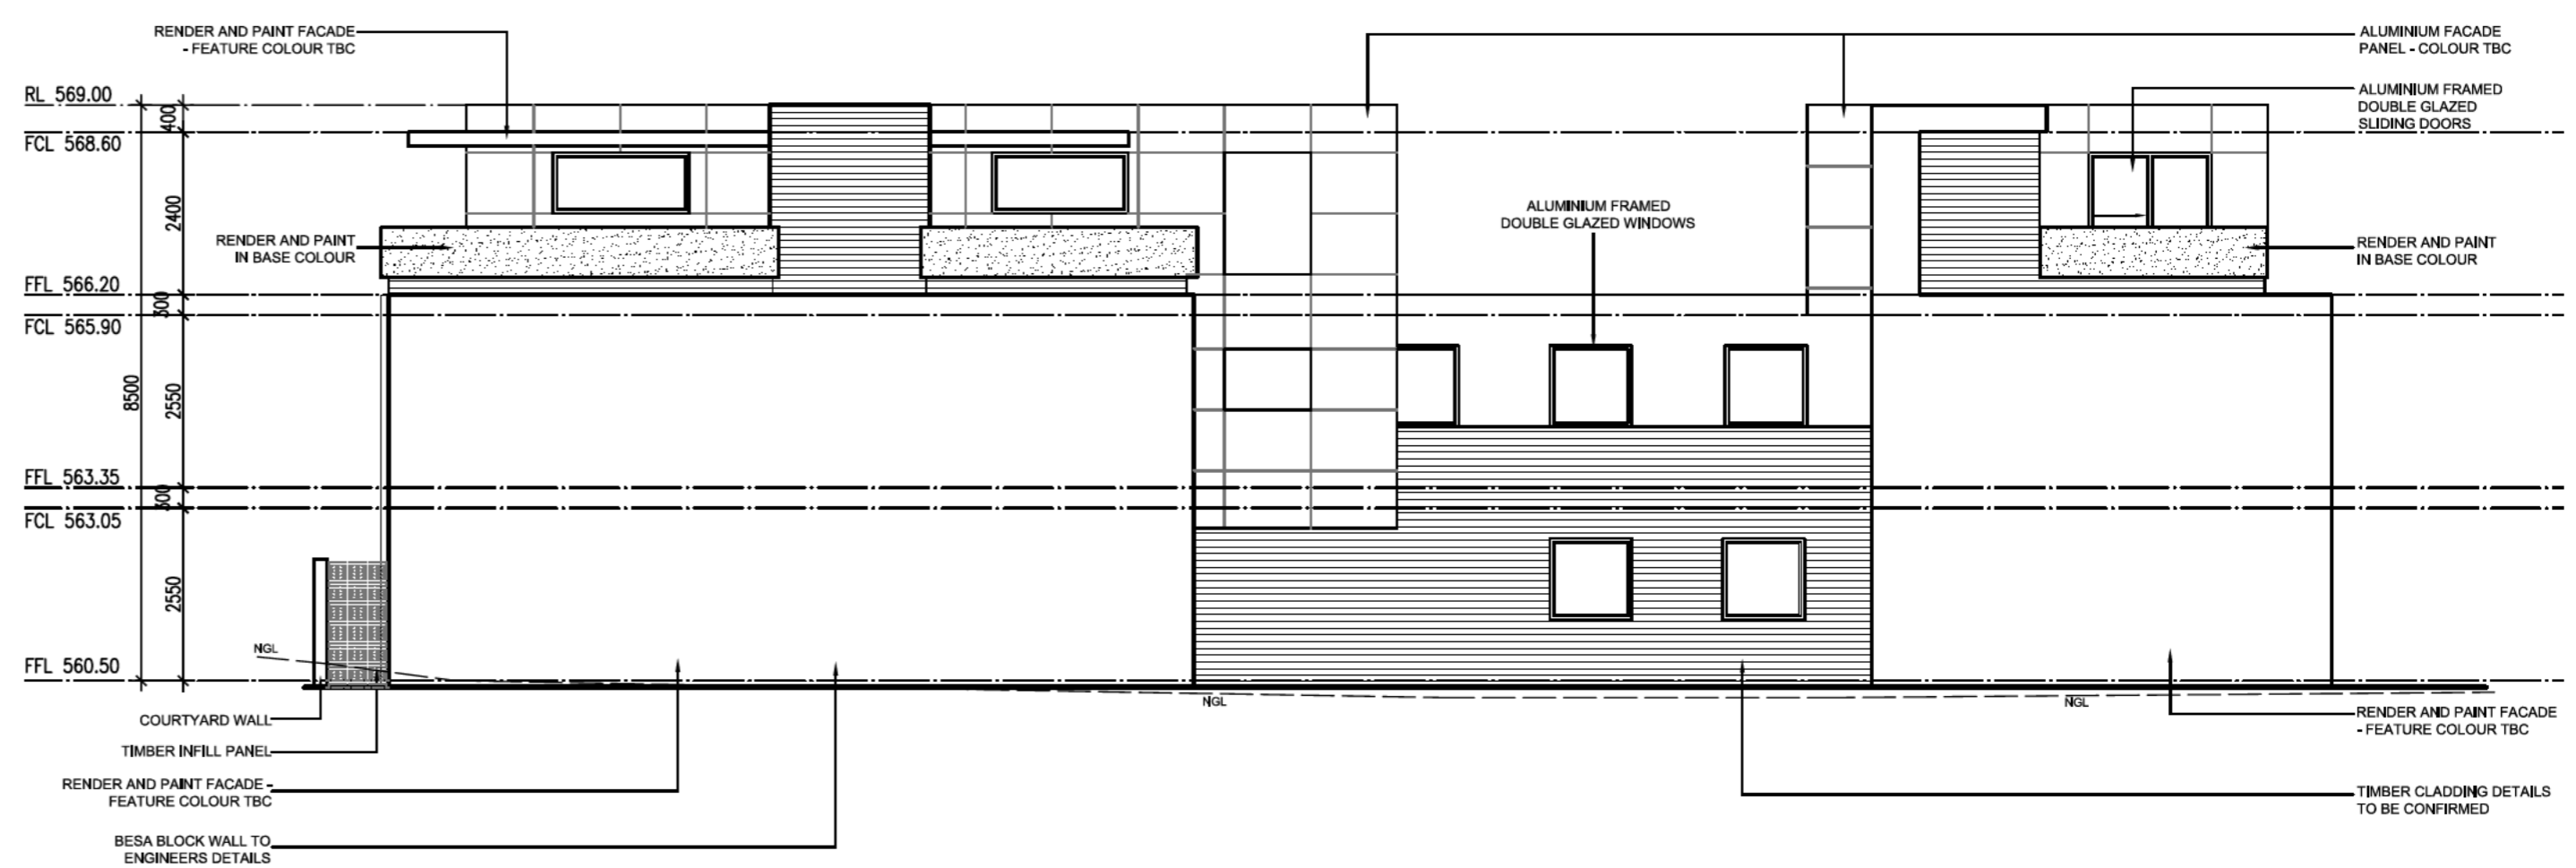 RENDER AND PAINT FACADE
- FEATURE COLOUR TBC
ALUMINIUM FACADE
PANEL - COLOUR TBC
RL 569.00
400
ALUMINIUM FRAMED
DOUBLE GLAZED
SLIDING DOORS
FCL 568.60
2400
ALUMINIUM FRAMED
DOUBLE GLAZED WINDOWS
RENDER AND PAINT
IN BASE COLOUR
RENDER AND PAINT
IN BASE COLOUR
FFL 566.20
300
FCL 565.90
8500
2550
FFL 563.35
300
FCL 563.05
2550
NGL
FFL 560.50
NGL
NGL
COURTYARD WALL
TIMBER INFILL PANEL
RENDER AND PAINT FACADE -
FEATURE COLOUR TBC
BESA BLOCK WALL TO
ENGINEERS DETAILS
RENDER AND PAINT FACADE
- FEATURE COLOUR TBC
TIMBER CLADDING DETAILS
TO BE CONFIRMED